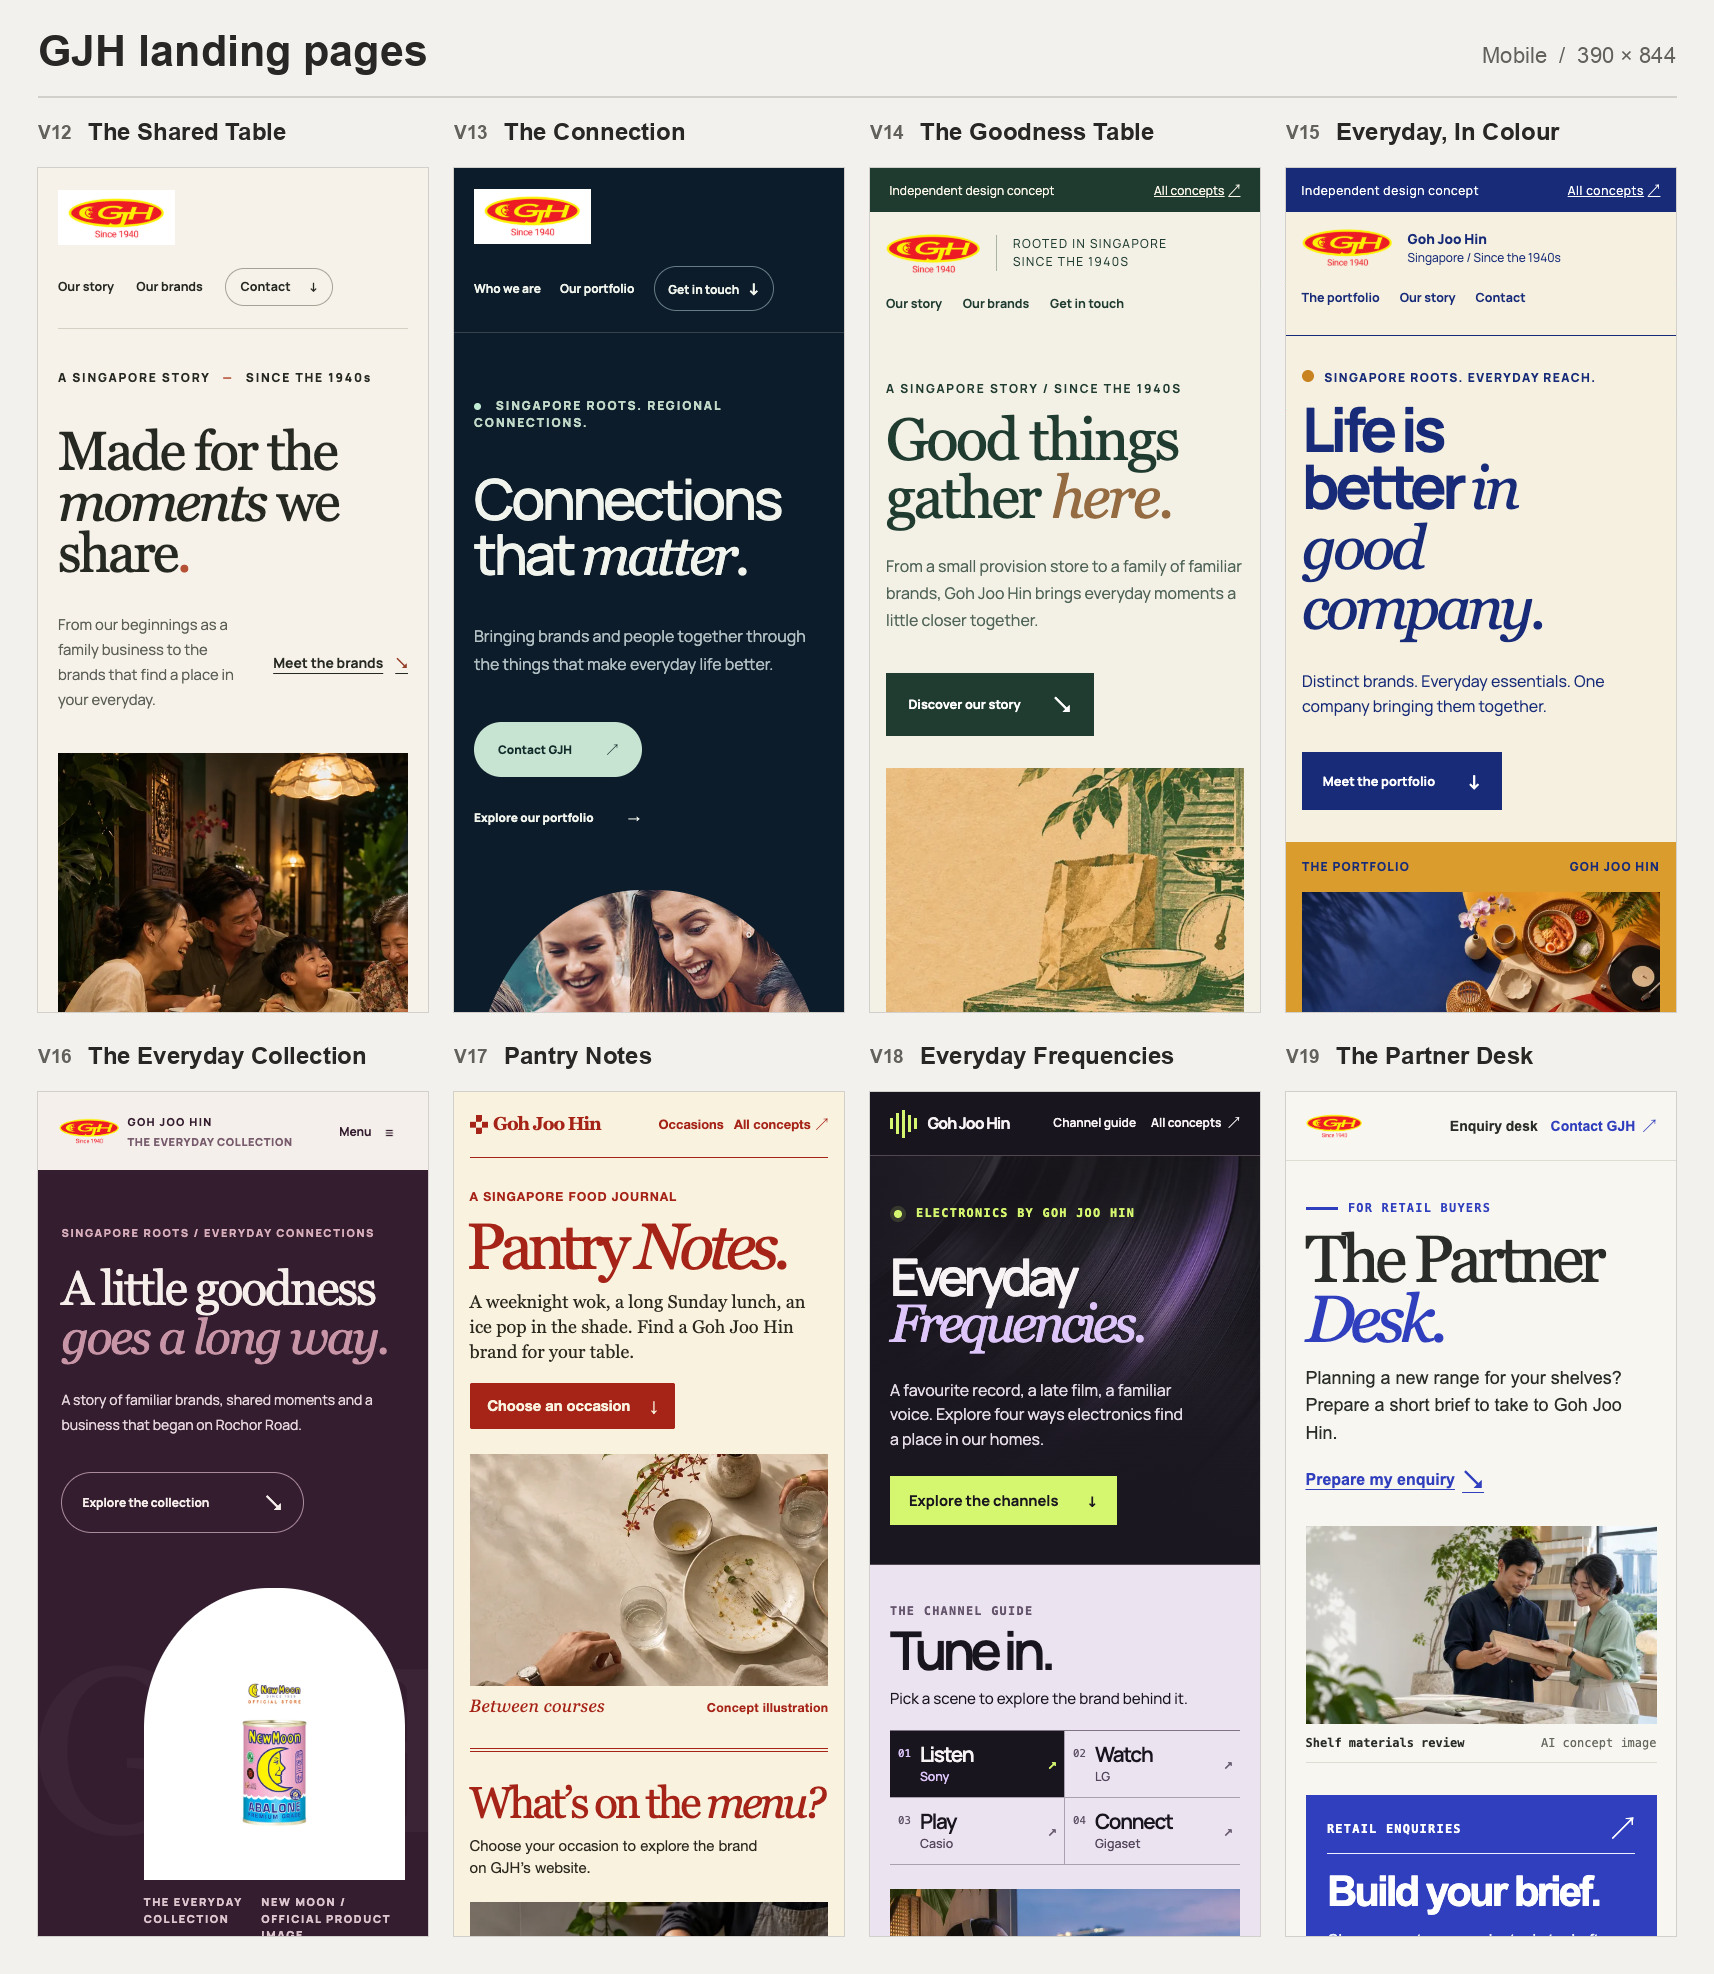 GJH landing pages
Mobile / 390 × 844
V12 The Shared Table
GJH
Since 1940
Our story Our brands Contact ↓
A SINGAPORE STORY — SINCE THE 1940s
Made for the
moments we
share.
From our beginnings as a
family business to the
brands that find a place in
your everyday.
Meet the brands ↘
V13 The Connection
GJH
Since 1940
Who we are Our portfolio Get in touch ↓
SINGAPORE ROOTS. REGIONAL
CONNECTIONS.
Connections
that matter.
Bringing brands and people together through
the things that make everyday life better.
Contact GJH ↗
Explore our portfolio →
V14 The Goodness Table
Independent design concept All concepts ↗
GJH
Since 1940
ROOTED IN SINGAPORE
SINCE THE 1940S
Our story Our brands Get in touch
A SINGAPORE STORY / SINCE THE 1940S
Good things
gather here.
From a small provision store to a family of familiar
brands, Goh Joo Hin brings everyday moments a
little closer together.
Discover our story ↘
V15 Everyday, In Colour
Independent design concept All concepts ↗
GJH
Since 1940
Goh Joo Hin
Singapore / Since the 1940s
The portfolio Our story Contact
SINGAPORE ROOTS. EVERYDAY REACH.
Life is
better in
good
company.
Distinct brands. Everyday essentials. One
company bringing them together.
Meet the portfolio ↓
THE PORTFOLIO GOH JOO HIN
V16 The Everyday Collection
GJH
Since 1940
GOH JOO HIN
THE EVERYDAY COLLECTION
Menu ≡
SINGAPORE ROOTS / EVERYDAY CONNECTIONS
A little goodness
goes a long way.
A story of familiar brands, shared moments and a
business that began on Rochor Road.
Explore the collection ↘
New Moon
OFFICIAL STORE
New Moon
ABALONE
THE EVERYDAY
COLLECTION
NEW MOON /
OFFICIAL PRODUCT
IMAGE
V17 Pantry Notes
Goh Joo Hin Occasions All concepts ↗
A SINGAPORE FOOD JOURNAL
Pantry Notes.
A weeknight wok, a long Sunday lunch, an
ice pop in the shade. Find a Goh Joo Hin
brand for your table.
Choose an occasion ↓
Between courses Concept illustration
What's on the menu?
Choose your occasion to explore the brand
on GJH's website.
V18 Everyday Frequencies
Goh Joo Hin Channel guide All concepts ↗
ELECTRONICS BY GOH JOO HIN
Everyday
Frequencies.
A favourite record, a late film, a familiar
voice. Explore four ways electronics find
a place in our homes.
Explore the channels ↓
THE CHANNEL GUIDE
Tune in.
Pick a scene to explore the brand behind it.
01 Listen ↗
Sony
02 Watch ↗
LG
03 Play ↗
Casio
04 Connect ↗
Gigaset
V19 The Partner Desk
GJH
Since 1940
Enquiry desk Contact GJH ↗
FOR RETAIL BUYERS
The Partner
Desk.
Planning a new range for your shelves?
Prepare a short brief to take to Goh Joo
Hin.
Prepare my enquiry ↘
Shelf materials review AI concept image
RETAIL ENQUIRIES ↗
Build your brief.